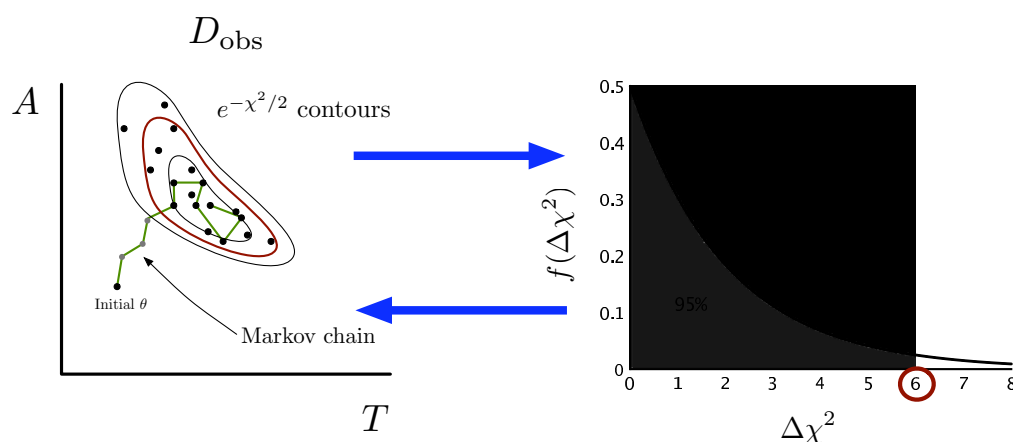 D_obs
A
e^{-χ²/2} contours
Initial θ
Markov chain
T
f(Δχ²)
0.5
0.4
0.3
0.2
0.1
0
95%
0 1 2 3 4 5 6 7 8
Δχ²